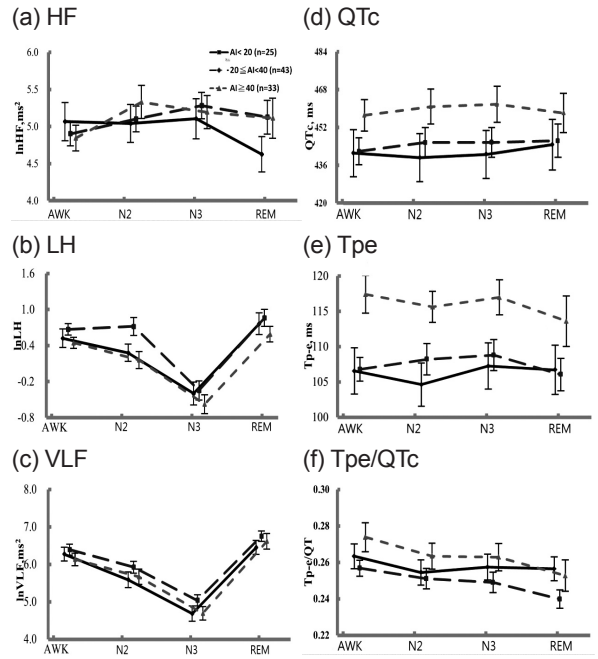 (a) HF
6.0
5.5
5.0
4.5
4.0
lnHF,ms²
AI< 20 (n=25)
20≦AI<40 (n=43)
AI≧40 (n=33)
AWK N2 N3 REM
(d) QTc
484
468
452
436
420
QTc, ms
AWK N2 N3 REM
(b) LH
1.6
1.0
0.4
-0.2
-0.8
lnLH
AWK N2 N3 REM
(e) Tpe
120
115
110
105
100
Tp-e, ms
AWK N2 N3 REM
(c) VLF
8.0
7.0
6.0
5.0
4.0
lnVLF,ms²
AWK N2 N3 REM
(f) Tpe/QTc
0.30
0.28
0.26
0.24
0.22
Tp-e/QT
AWK N2 N3 REM